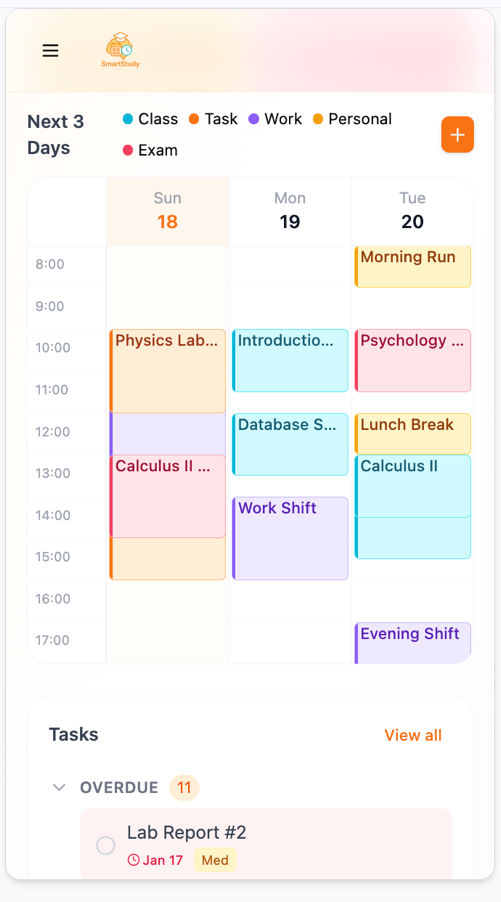 SmartStudy
Next 3
Days
Class Task Work Personal
Exam
Sun Mon Tue
18 19 20
8:00
Morning Run
9:00
10:00
Physics Lab... Introductio... Psychology ...
11:00
12:00
Database S... Lunch Break
13:00
Calculus II ... Calculus II
14:00
Work Shift
15:00
16:00
17:00
Evening Shift
Tasks
View all
OVERDUE 11
Lab Report #2
Jan 17 Med